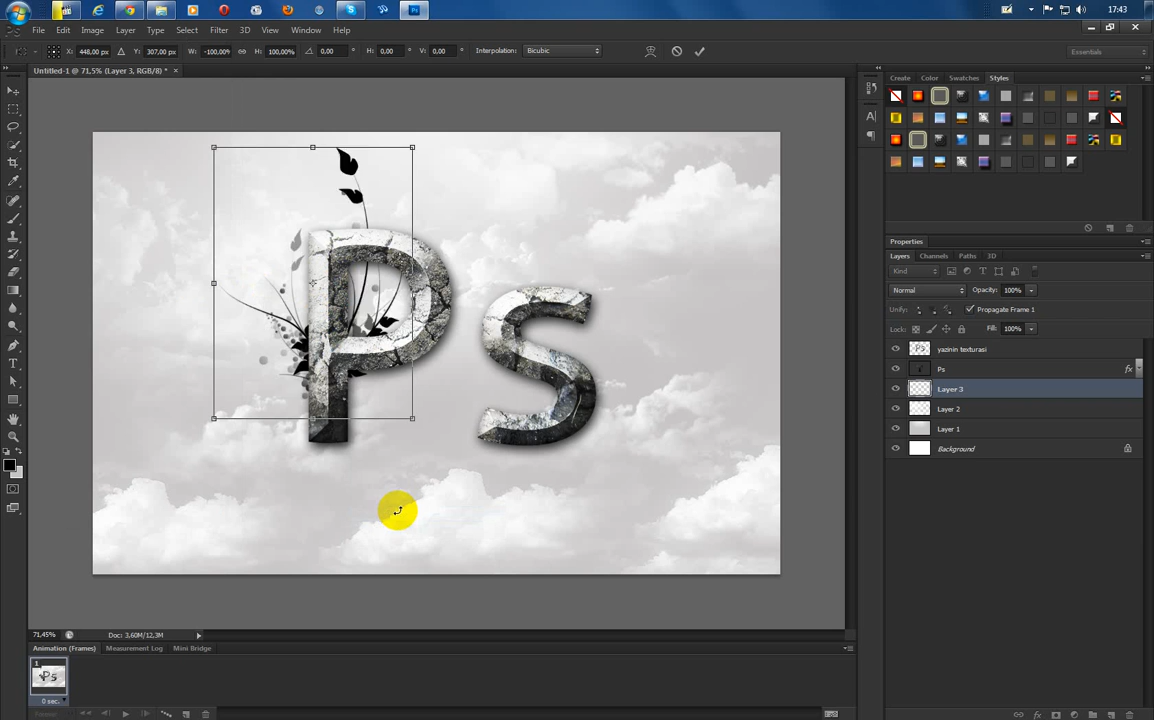 17:43
File Edit Image Layer Type Select Filter 3D View Window Help
X: 448,00 px Y: 307,00 px W: -100,00% H: 100,00% 0,00 ° H: 0,00 ° V: 0,00 ° Interpolation: Bicubic Essentials
Untitled-1 @ 71,5% (Layer 3, RGB/8) * ×
Create Color Swatches Styles
Ps
Properties
Layers Channels Paths 3D
Kind
Normal Opacity: 100%
Unify: Propagate Frame 1
Lock: Fill: 100%
yazinin texturasi
Ps fx
Layer 3
Layer 2
Layer 1
Background
71,45% Doc: 3,60M/12,3M
Animation (Frames) Measurement Log Mini Bridge
1
0 sec.
Forever